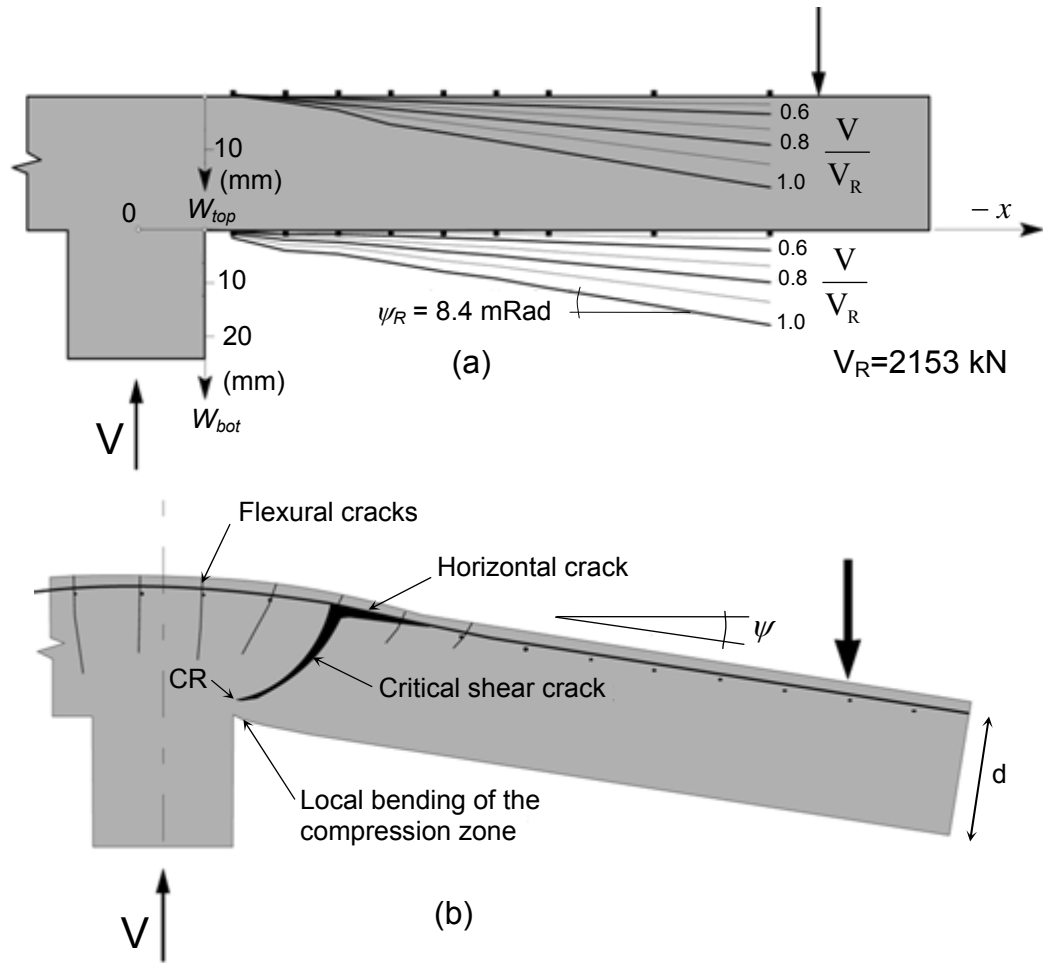 10
(mm)
W_top
0
0.6
0.8
1.0
V
V_R
– x
10
20
(mm)
W_bot
0.6
0.8
1.0
V
V_R
ψ_R = 8.4 mRad
(a)
V_R=2153 kN
V
Flexural cracks
Horizontal crack
ψ
CR
Critical shear crack
d
Local bending of the
compression zone
(b)
V